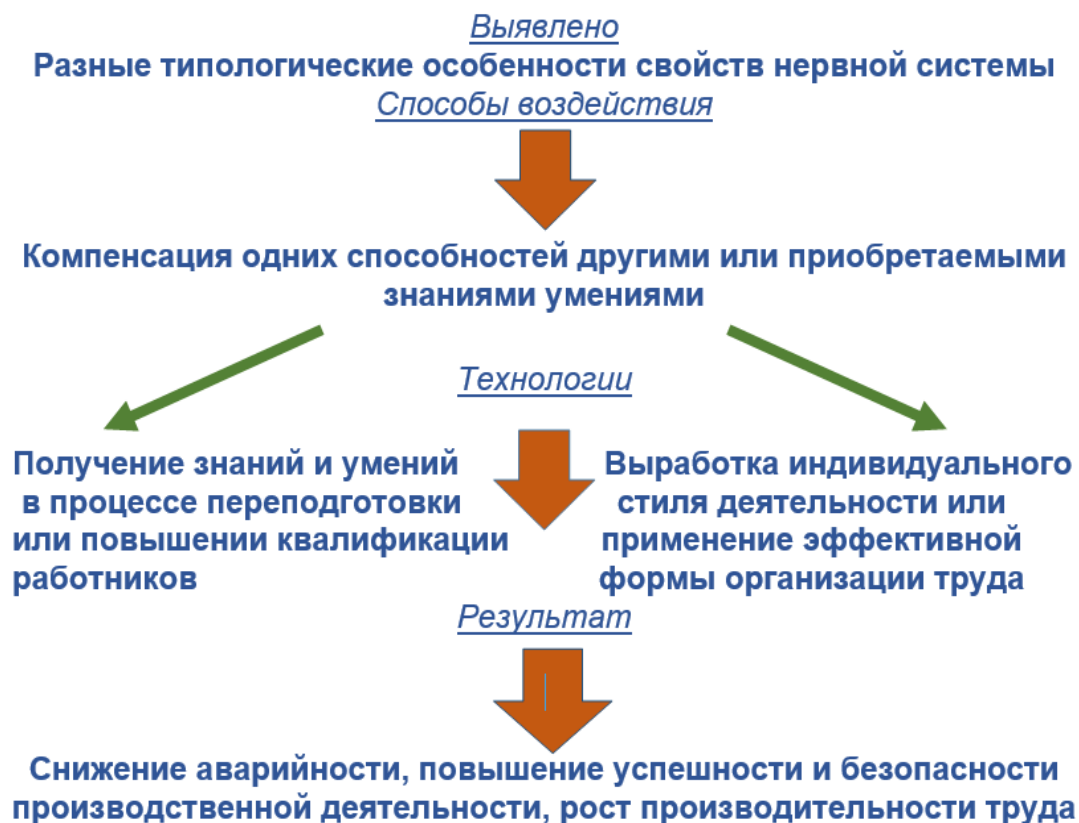 Выявлено
Разные типологические особенности свойств нервной системы
Способы воздействия
Компенсация одних способностей другими или приобретаемыми
знаниями умениями
Технологии
Получение знаний и умений
в процессе переподготовки
или повышении квалификации
работников
Выработка индивидуального
стиля деятельности или
применение эффективной
формы организации труда
Результат
Снижение аварийности, повышение успешности и безопасности
производственной деятельности, рост производительности труда